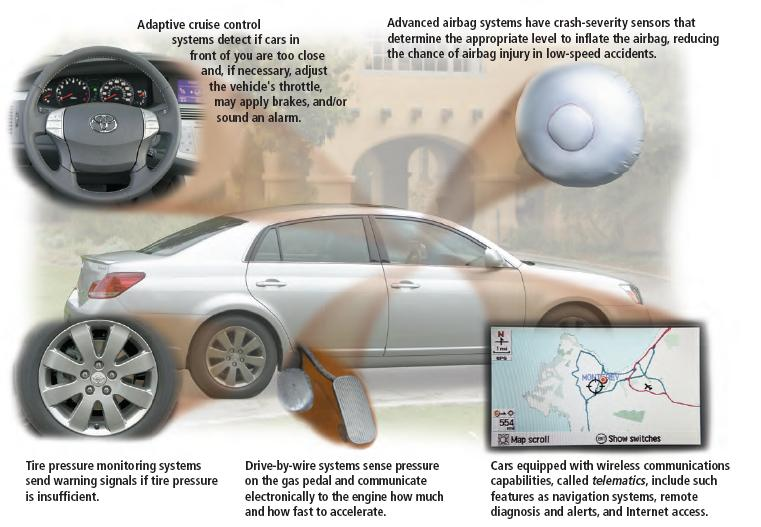 Adaptive cruise control
systems detect if cars in
front of you are too close
and, if necessary, adjust
the vehicle's throttle,
may apply brakes, and/or
sound an alarm.
Advanced airbag systems have crash-severity sensors that
determine the appropriate level to inflate the airbag, reducing
the chance of airbag injury in low-speed accidents.
N
1 mi
GPS
MONTEREY
554
Map scroll
Show switches
Tire pressure monitoring systems
send warning signals if tire pressure
is insufficient.
Drive-by-wire systems sense pressure
on the gas pedal and communicate
electronically to the engine how much
and how fast to accelerate.
Cars equipped with wireless communications
capabilities, called telematics, include such
features as navigation systems, remote
diagnosis and alerts, and Internet access.